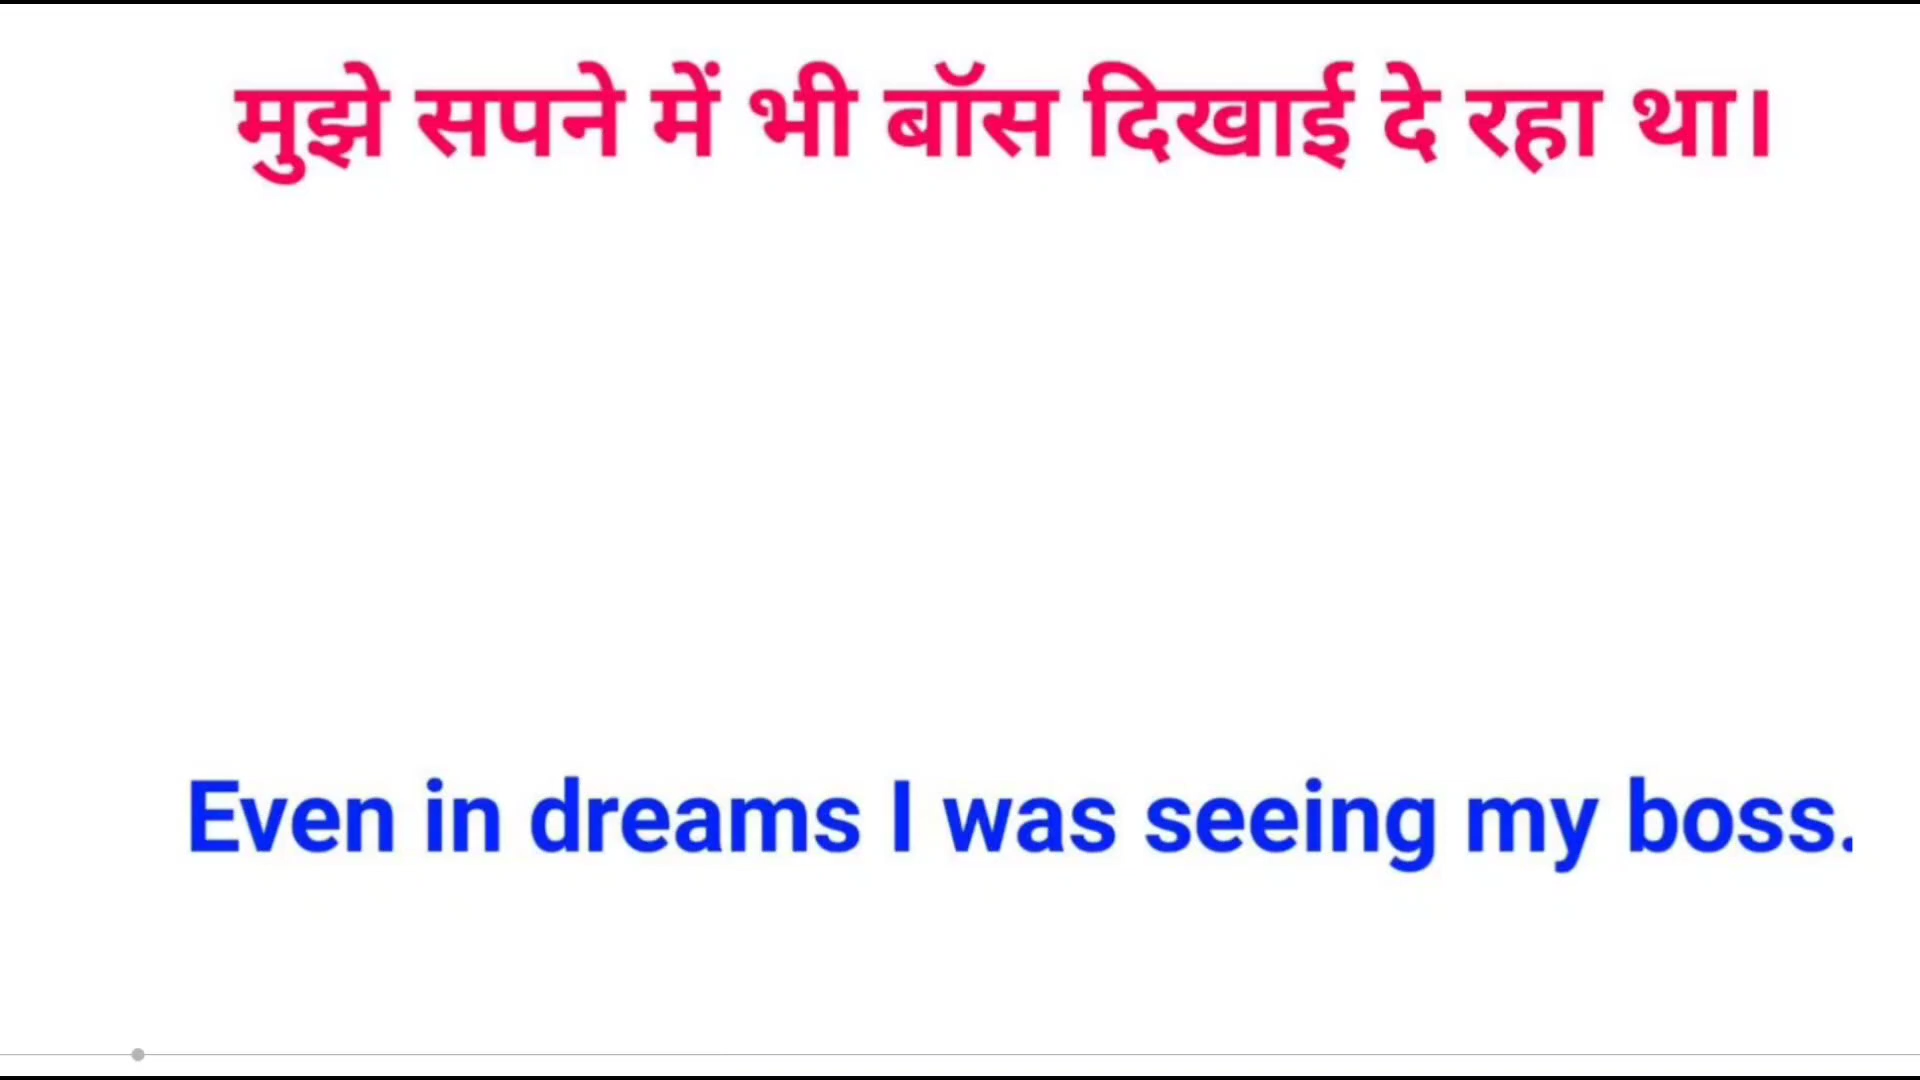 मुझे सपने में भी बॉस दिखाई दे रहा था।
Even in dreams I was seeing my boss.